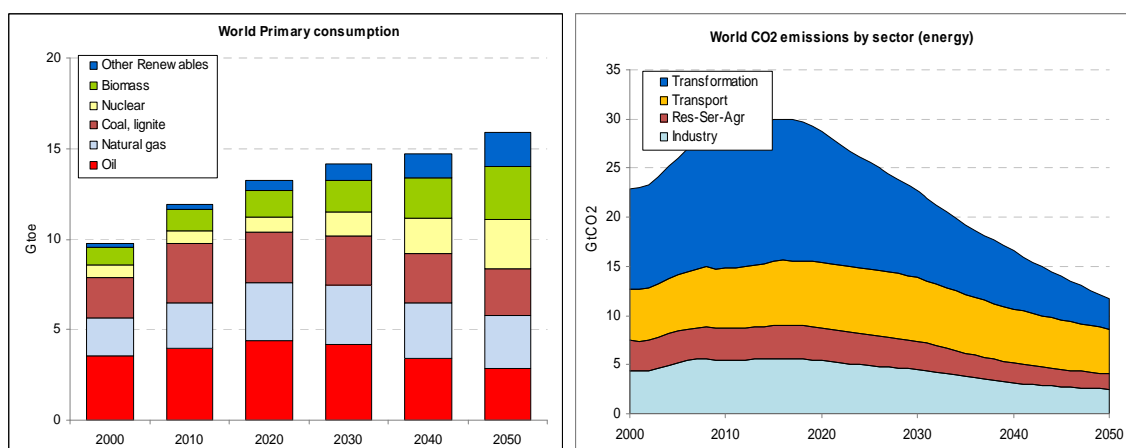 World Primary consumption
20
15
10
5
0
Gtoe
Other Renewables
Biomass
Nuclear
Coal, lignite
Natural gas
Oil
2000 2010 2020 2030 2040 2050
World CO2 emissions by sector (energy)
35
30
25
20
15
10
5
0
GtCO2
Transformation
Transport
Res-Ser-Agr
Industry
2000 2010 2020 2030 2040 2050